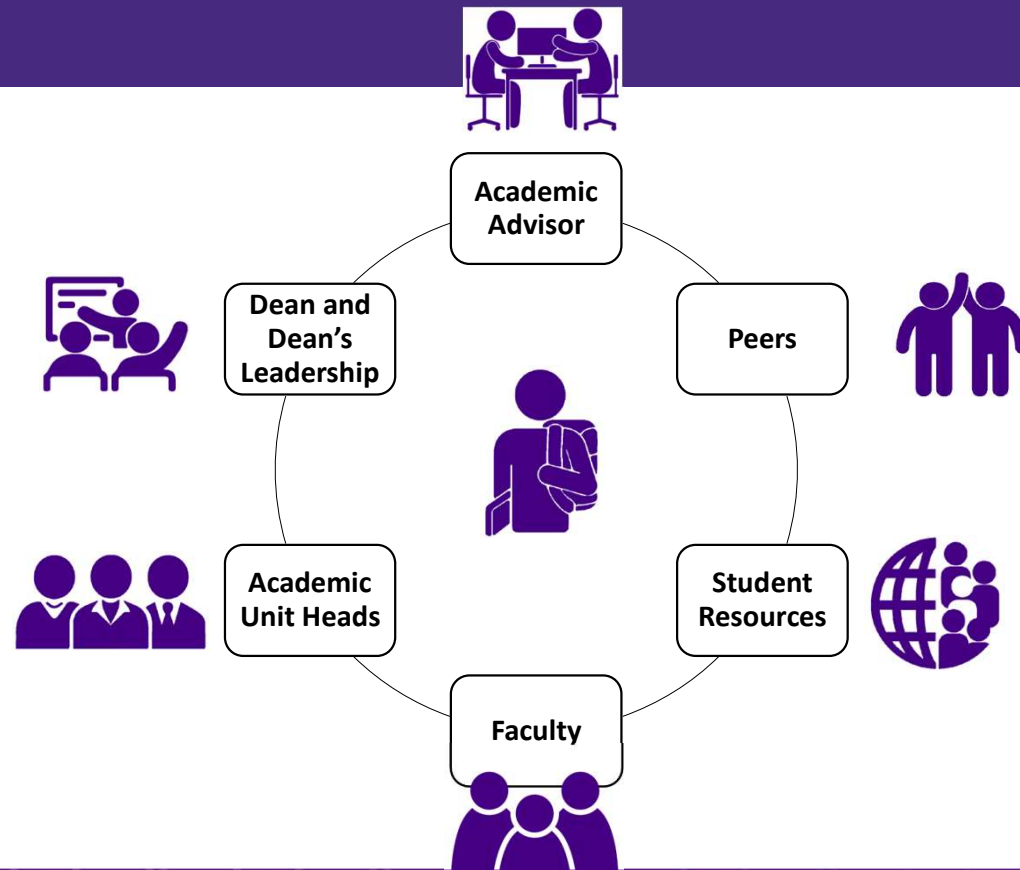 Academic
Advisor
Dean and
Dean’s
Leadership
Peers
Academic
Unit Heads
Student
Resources
Faculty